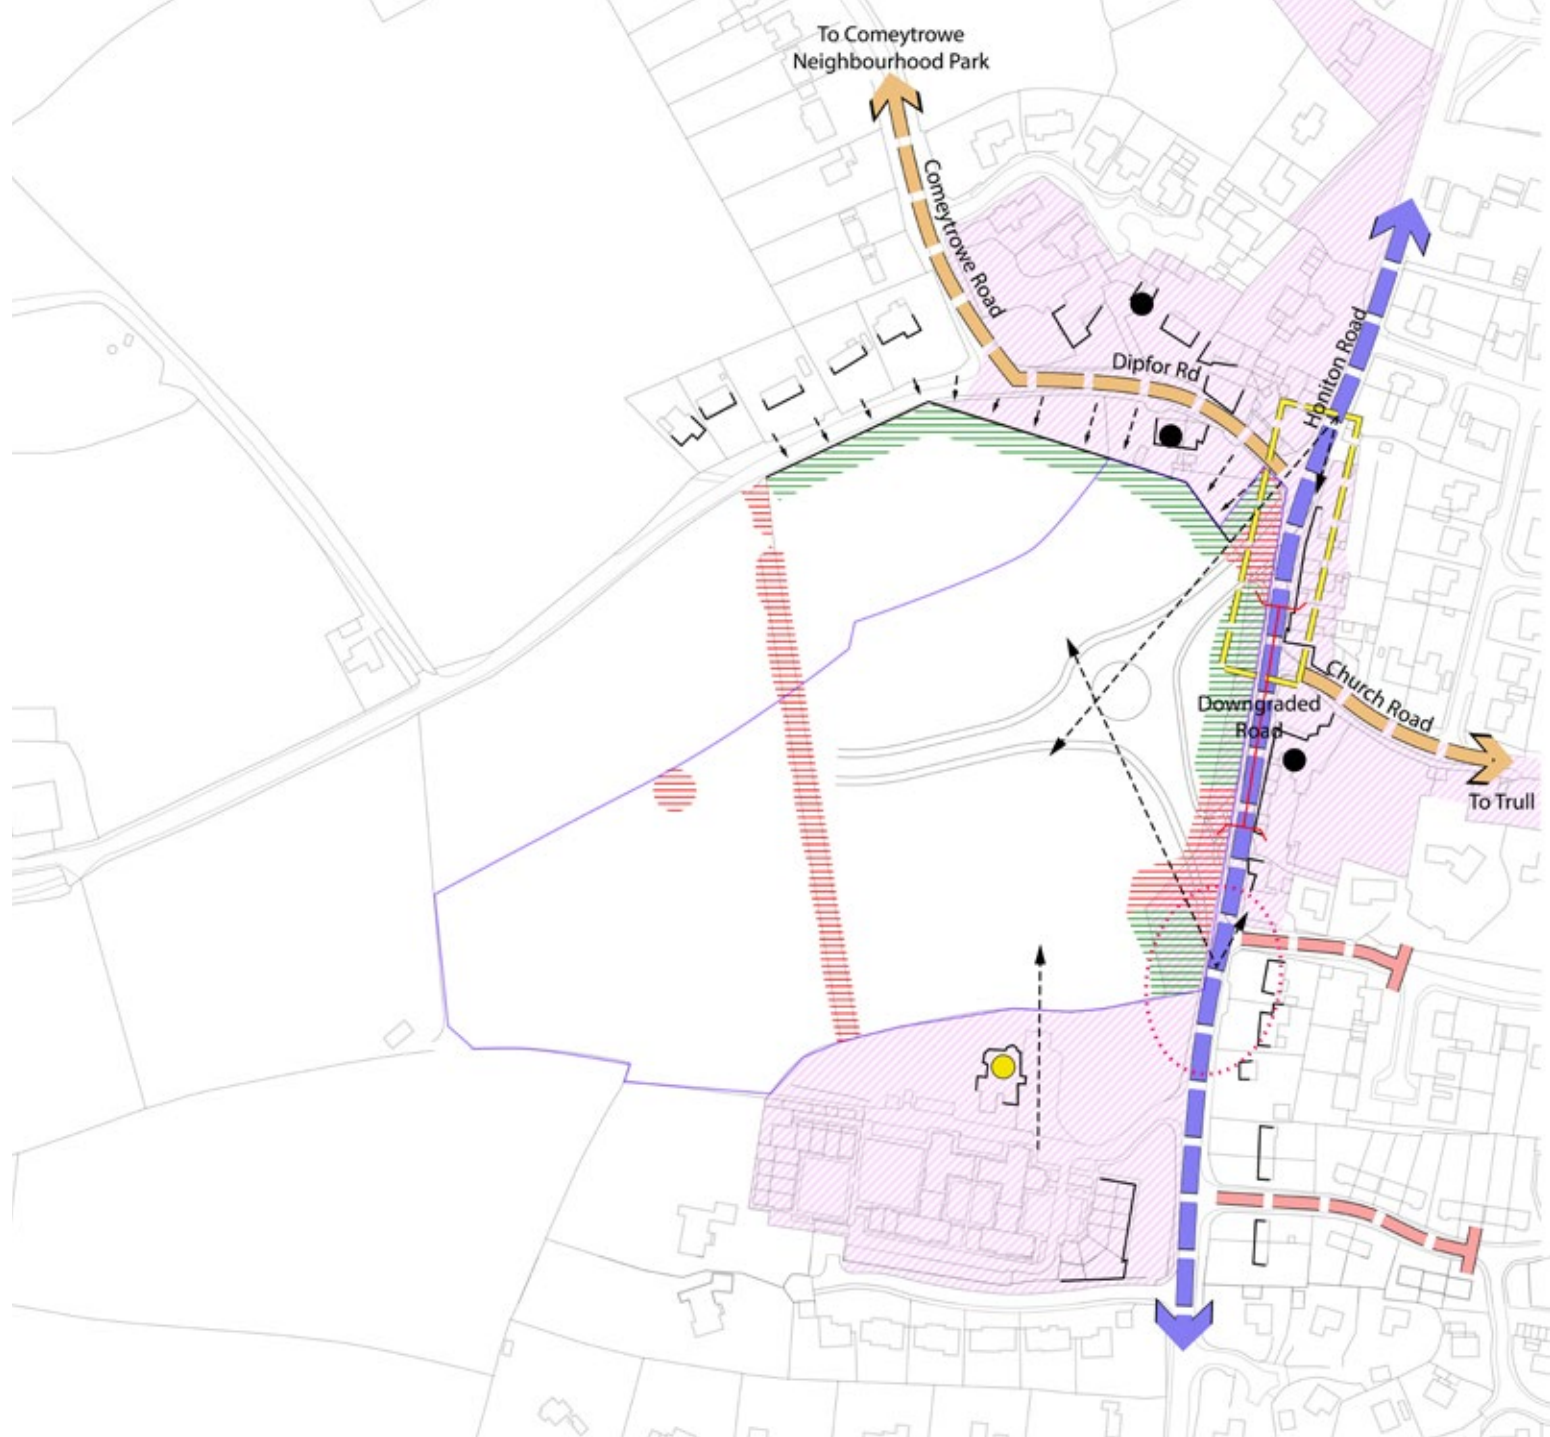 To Comeytrowe
Neighbourhood Park
Comeytrowe Road
Dipfor Rd
Honiton Road
Church Road
Downgraded
Road
To Trull